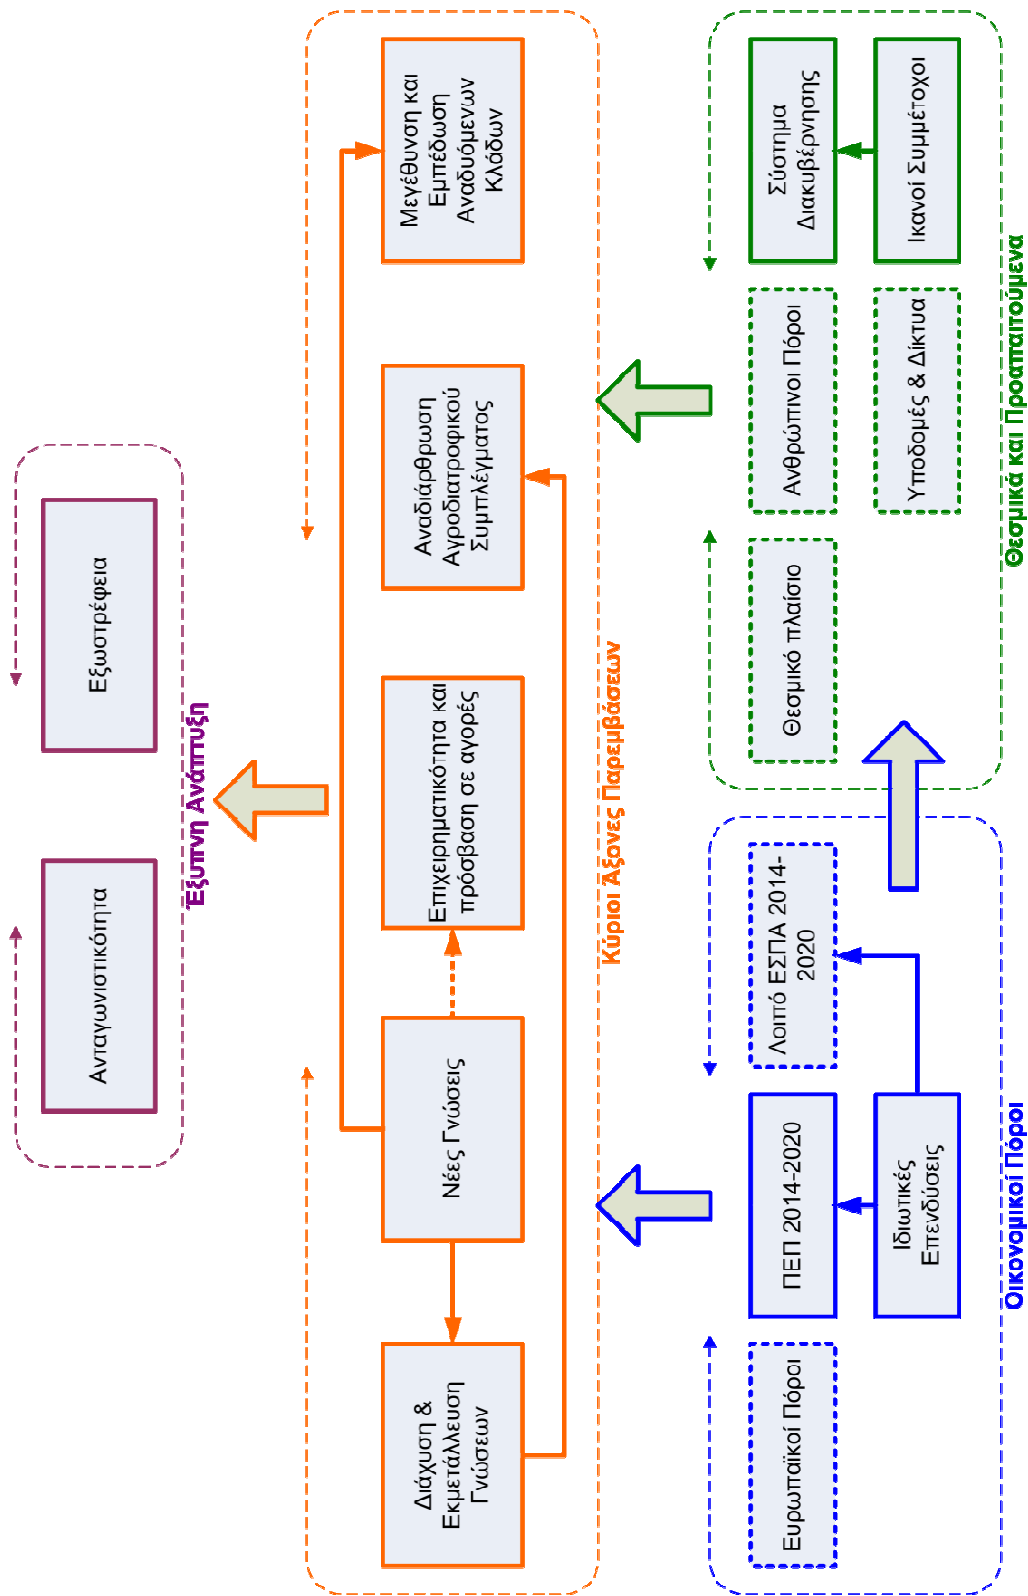 Ανταγωνιστικότητα
Εξωστρέφεια
Έξυπνη Ανάπτυξη
Διάχυση &
Εκμετάλλευση
Γνώσεων
Νέες Γνώσεις
Επιχειρηματικότητα και
πρόσβαση σε αγορές
Αναδιάρθρωση
Αγροδιατροφικού
Συμπλέγματος
Μεγέθυνση και
Εμπέδωση
Αναδυόμενων
Κλάδων
Κύριοι Άξονες Παρεμβάσεων
Ευρωπαϊκοί Πόροι
ΠΕΠ 2014-2020
Λοιπό ΕΣΠΑ 2014-
2020
Ιδιωτικές
Επενδύσεις
Οικονομικοί Πόροι
Θεσμικό πλαίσιο
Ανθρώπινοι Πόροι
Σύστημα
Διακυβέρνησης
Υποδομές & Δίκτυα
Ικανοί Συμμέτοχοι
Θεσμικά και Προαπαιτούμενα